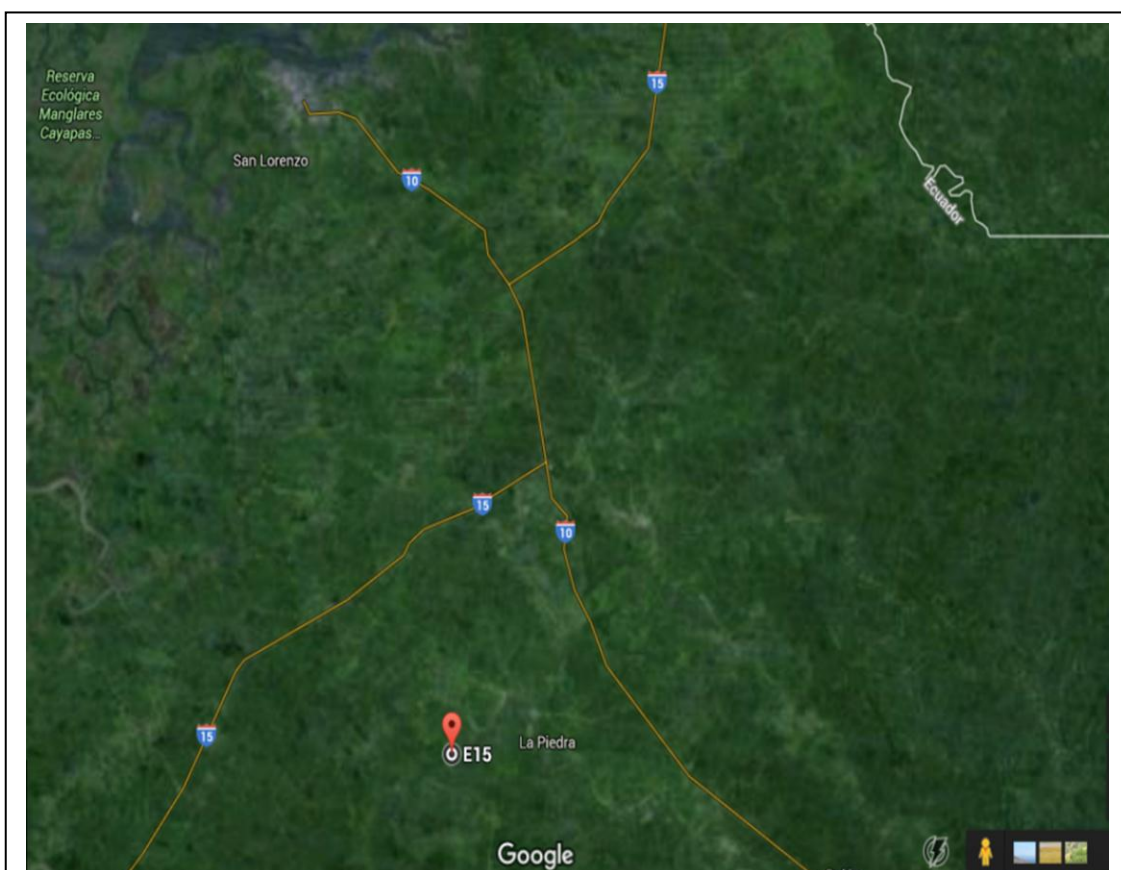 Reserva
Ecológica
Manglares
Cayapas...
15
San Lorenzo
10
Ecuador
15
10
15
La Piedra
E15
Google